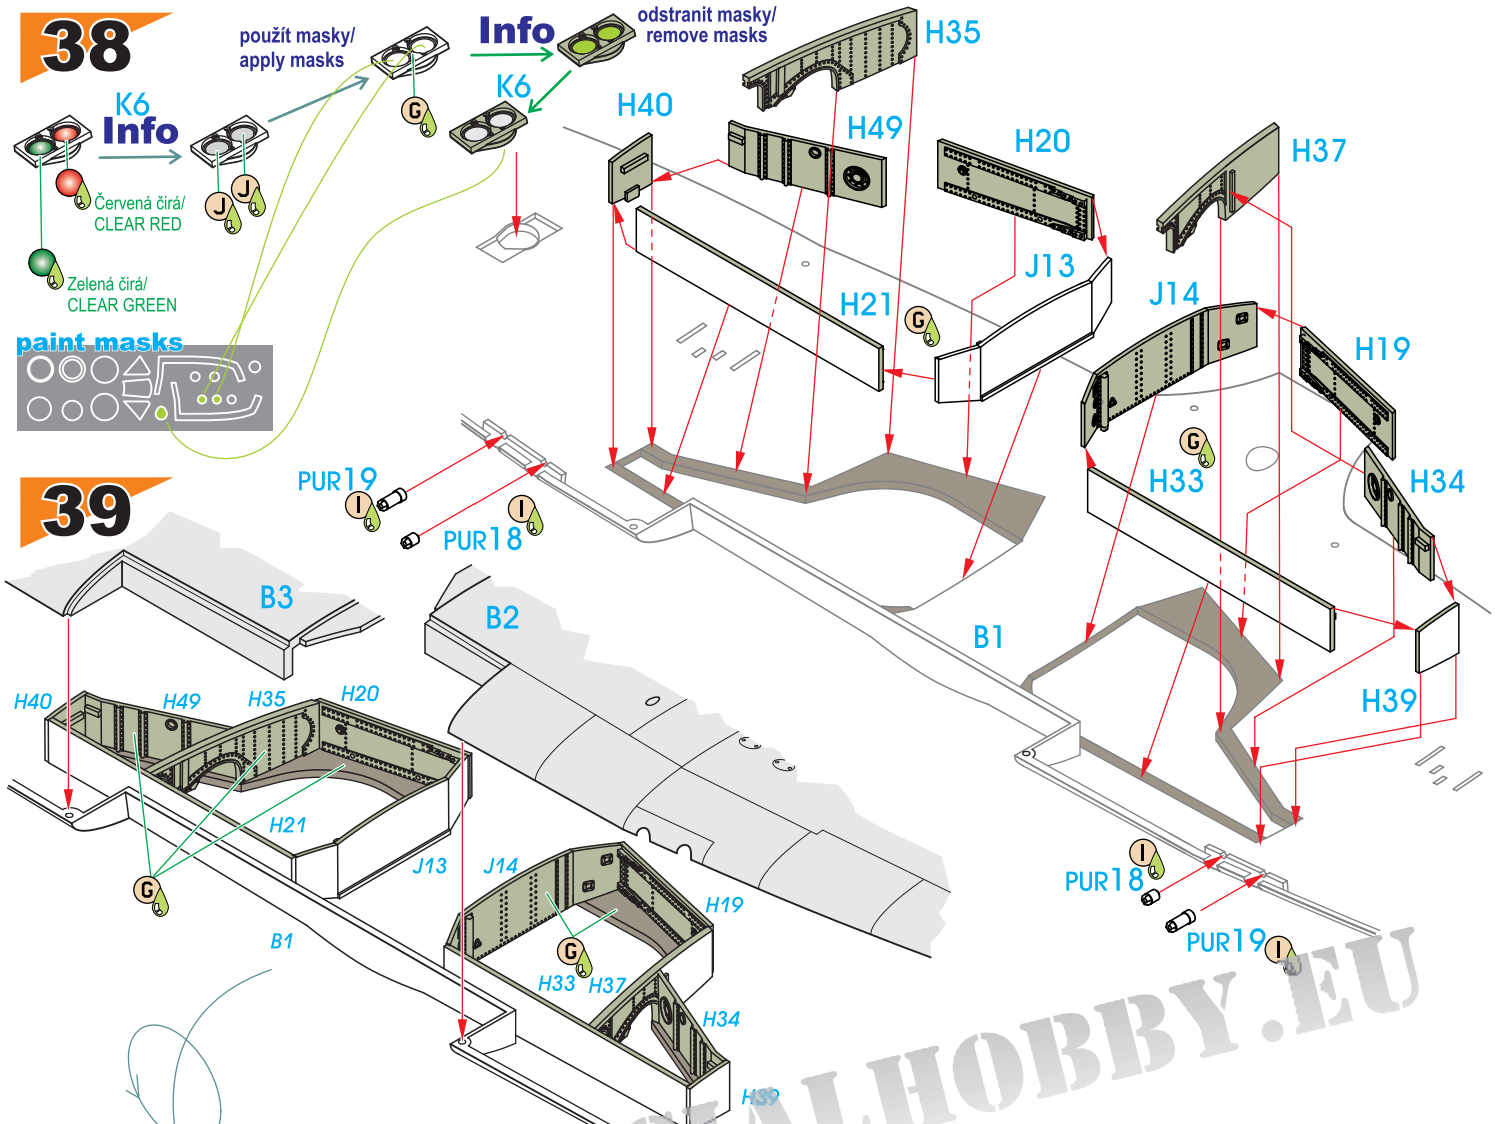 38
použít masky/
apply masks
Info
odstranit masky/
remove masks
K6
Info
K6
G
J
J
Červená čirá/
CLEAR RED
Zelená čirá/
CLEAR GREEN
paint masks
H35
H40
H49
H20
H37
J13
H21
G
J14
H19
G
H33
H34
PUR19
I
PUR18
I
B1
H39
I
PUR18
PUR19
I
39
B3
B2
H40
H49
H35
H20
H21
J13
G
J14
H19
G
H33
H37
H34
B1
H39
IALHOBBY.EU